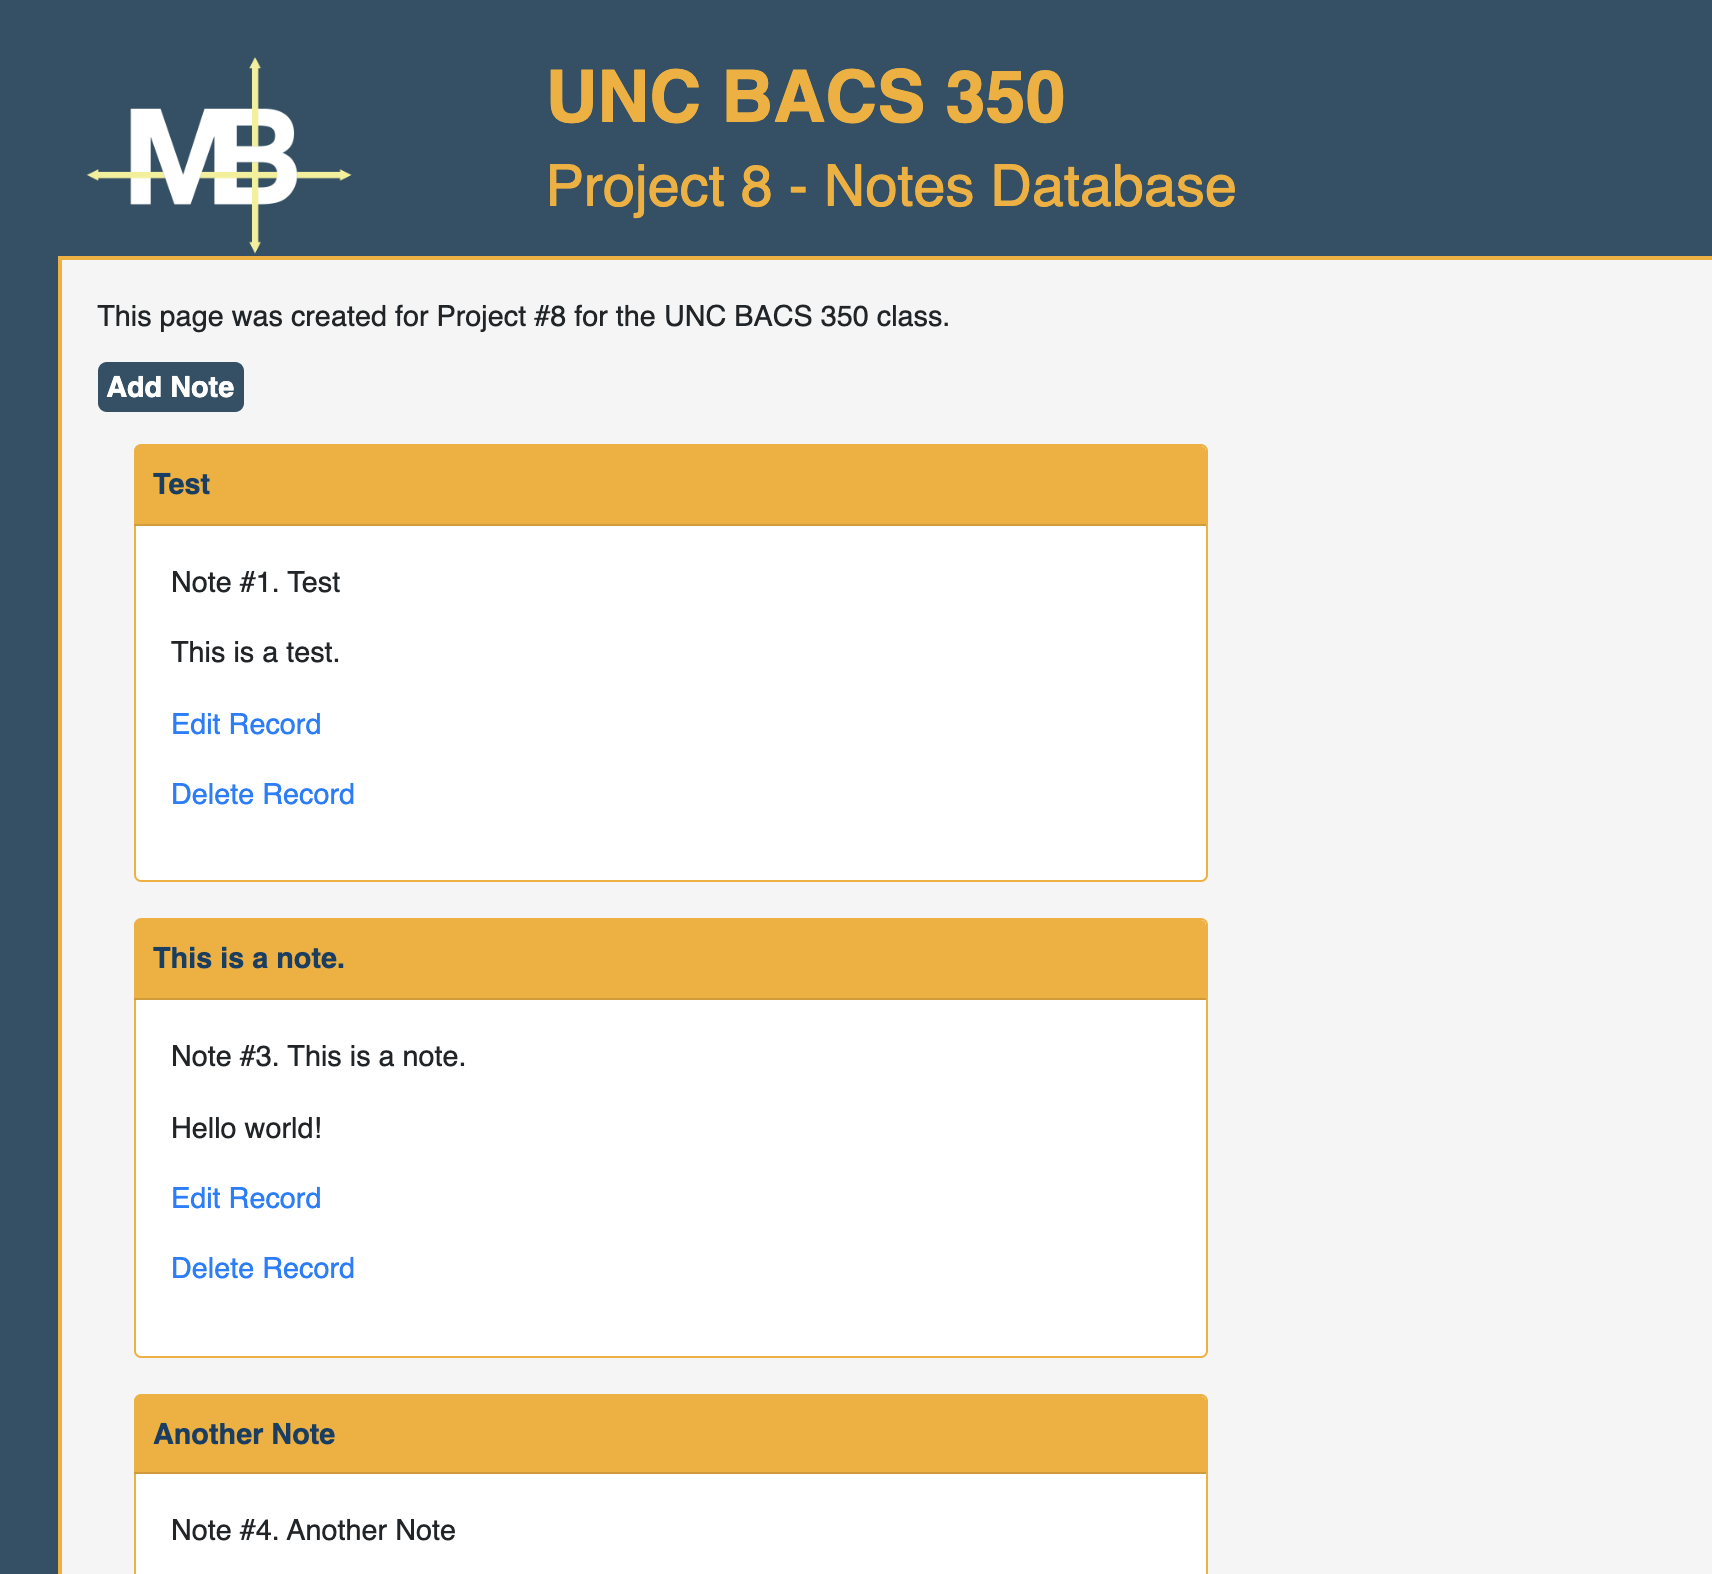 MB
UNC BACS 350
Project 8 - Notes Database
This page was created for Project #8 for the UNC BACS 350 class.
Add Note
Test
Note #1. Test
This is a test.
Edit Record
Delete Record
This is a note.
Note #3. This is a note.
Hello world!
Edit Record
Delete Record
Another Note
Note #4. Another Note